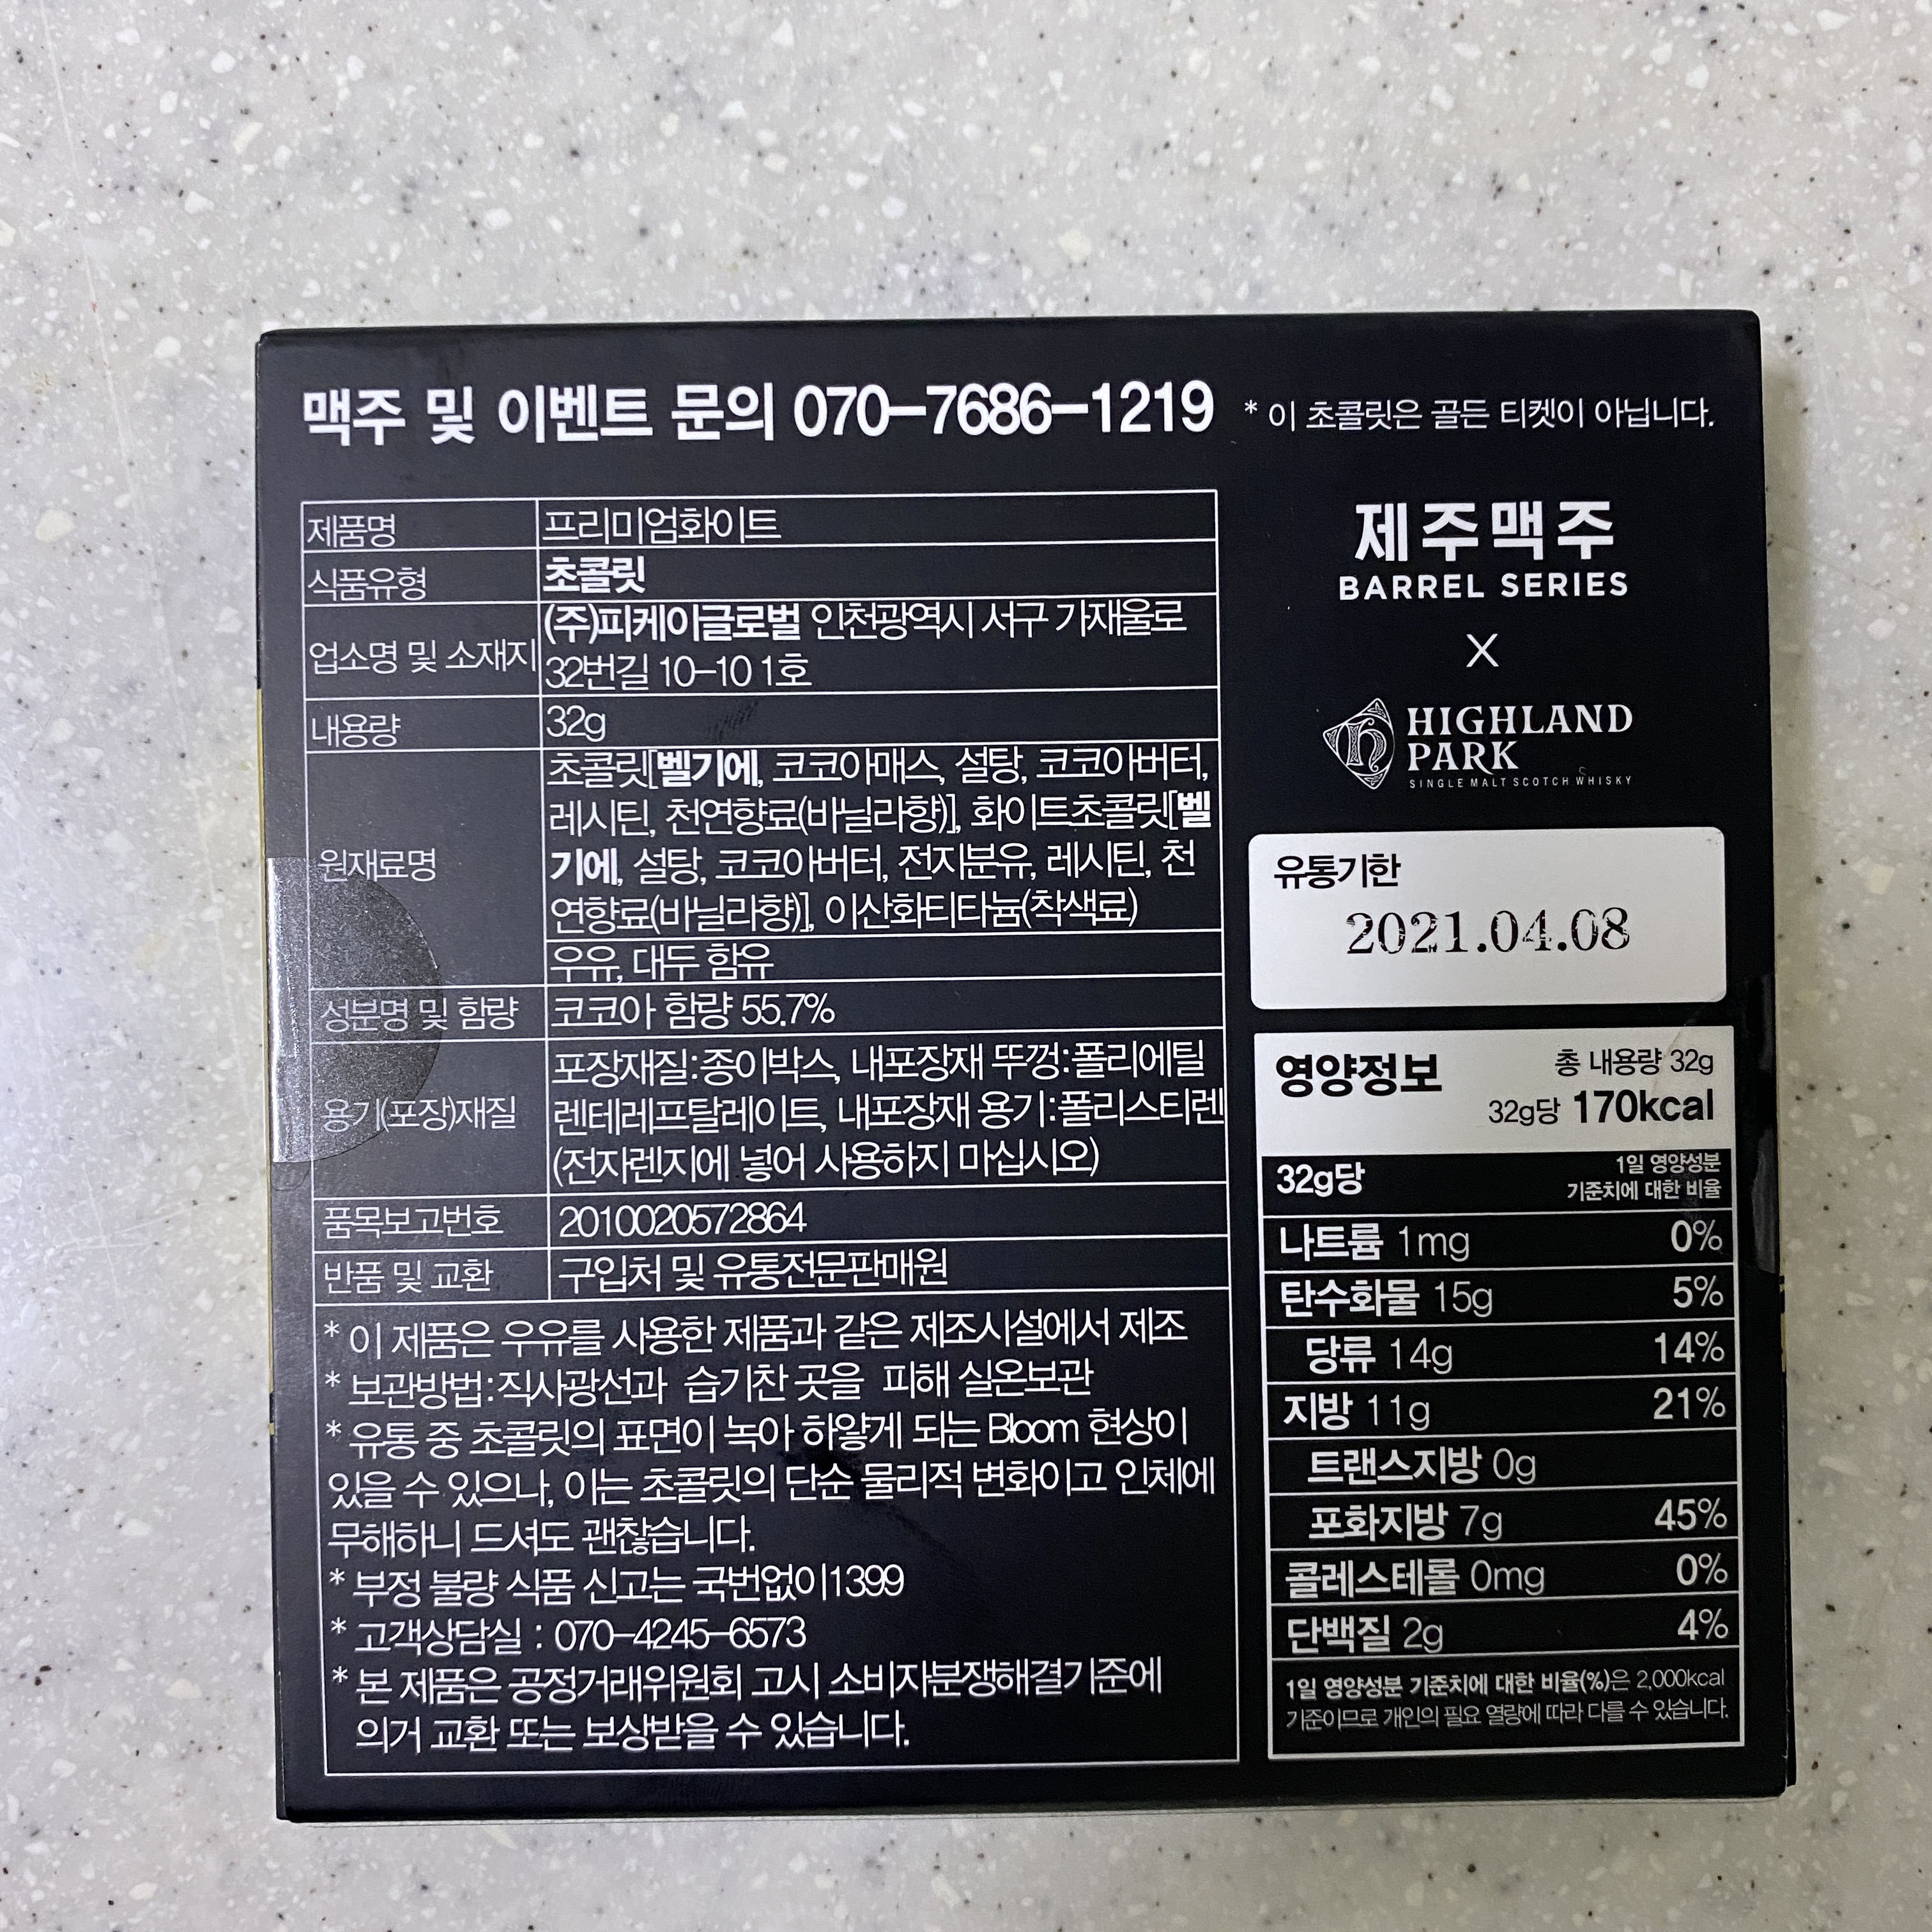 맥주 및 이벤트 문의 070-7686-1219 * 이 초콜릿은 골든 티켓이 아닙니다.
제품명 프리미엄화이트
식품유형 초콜릿
업소명 및 소재지 (주)피케이글로벌 인천광역시 서구 가재울로
32번길 10-10 1호
내용량 32g
원재료명 초콜릿[벨기에, 코코아매스, 설탕, 코코아버터,
레시틴, 천연향료(바닐라향)], 화이트초콜릿[벨
기에, 설탕, 코코아버터, 전지분유, 레시틴, 천
연향료(바닐라향)], 이산화티타늄(착색료)
우유, 대두 함유
성분명 및 함량 코코아 함량 55.7%
용기(포장)재질 포장재질:종이박스, 내포장재 뚜껑:폴리에틸
렌테레프탈레이트, 내포장재 용기:폴리스티렌
(전자렌지에 넣어 사용하지 마십시오)
품목보고번호 2010020572864
반품 및 교환 구입처 및 유통전문판매원
* 이 제품은 우유를 사용한 제품과 같은 제조시설에서 제조
* 보관방법:직사광선과 습기찬 곳을 피해 실온보관
* 유통 중 초콜릿의 표면이 녹아 하얗게 되는 Bloom 현상이
있을 수 있으나, 이는 초콜릿의 단순 물리적 변화이고 인체에
무해하니 드셔도 괜찮습니다.
* 부정 불량 식품 신고는 국번없이1399
* 고객상담실 : 070-4245-6573
* 본 제품은 공정거래위원회 고시 소비자분쟁해결기준에
의거 교환 또는 보상받을 수 있습니다.
제주맥주
BARREL SERIES
X
HIGHLAND
PARK
SINGLE MALT SCOTCH WHISKY
유통기한
2021.04.08
영양정보 총 내용량 32g
32g당 170kcal
32g당 1일 영양성분
기준치에 대한 비율
나트륨 1mg 0%
탄수화물 15g 5%
당류 14g 14%
지방 11g 21%
트랜스지방 0g
포화지방 7g 45%
콜레스테롤 0mg 0%
단백질 2g 4%
1일 영양성분 기준치에 대한 비율(%)은 2,000kcal
기준이므로 개인의 필요 열량에 따라 다를 수 있습니다.